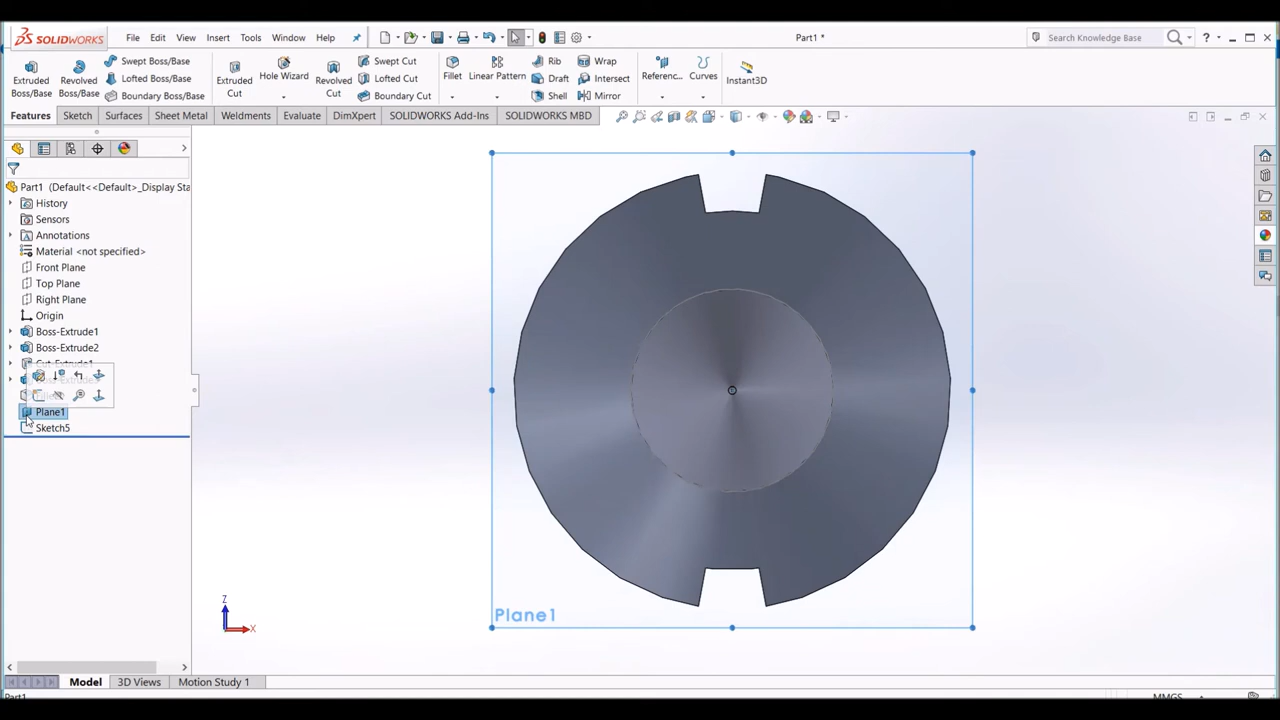 SOLIDWORKS File Edit View Insert Tools Window Help Part1 * Search Knowledge Base
Extruded Boss/Base
Revolved Boss/Base
Swept Boss/Base
Lofted Boss/Base
Boundary Boss/Base
Extruded Cut
Hole Wizard
Revolved Cut
Swept Cut
Lofted Cut
Boundary Cut
Fillet
Linear Pattern
Rib
Draft
Shell
Wrap
Intersect
Mirror
Referenc...
Curves
Instant3D
Features Sketch Surfaces Sheet Metal Weldments Evaluate DimXpert SOLIDWORKS Add-Ins SOLIDWORKS MBD
Part1 (Default<<Default>_Display Sta
History
Sensors
Annotations
Material <not specified>
Front Plane
Top Plane
Right Plane
Origin
Boss-Extrude1
Boss-Extrude2
Cut-Extrude1
Plane1
Sketch5
Plane1
Z
X
Model 3D Views Motion Study 1
Part1 MMGS